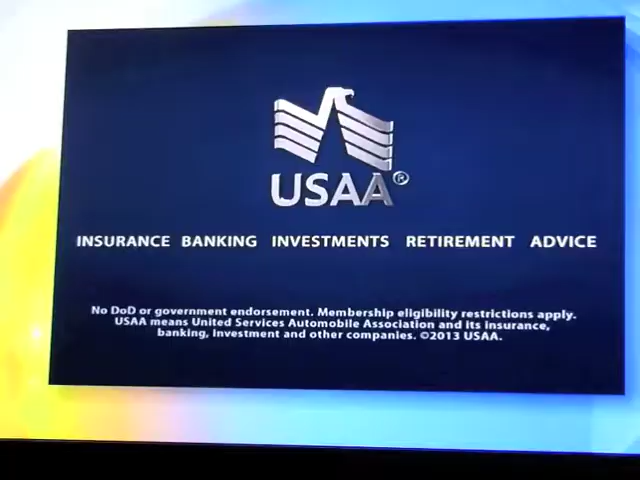 USAA®
INSURANCE BANKING INVESTMENTS RETIREMENT ADVICE
No DoD or government endorsement. Membership eligibility restrictions apply.
USAA means United Services Automobile Association and its insurance,
banking, investment and other companies. ©2013 USAA.